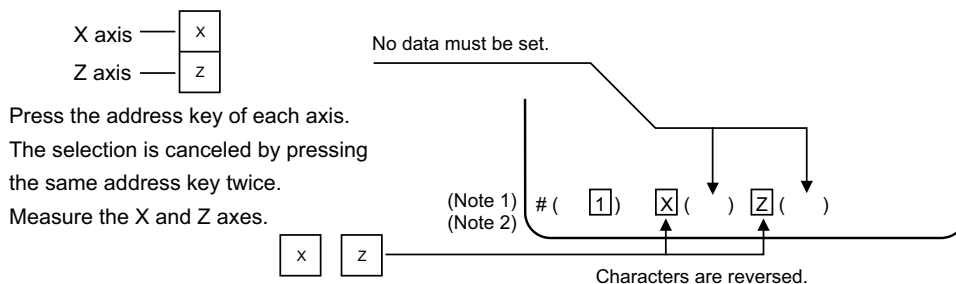 X axis X
Z axis Z
No data must be set.
Press the address key of each axis.
The selection is canceled by pressing
the same address key twice.
Measure the X and Z axes.
(Note 1)
(Note 2)
# ( 1 ) X ( ) Z ( )
X Z
Characters are reversed.